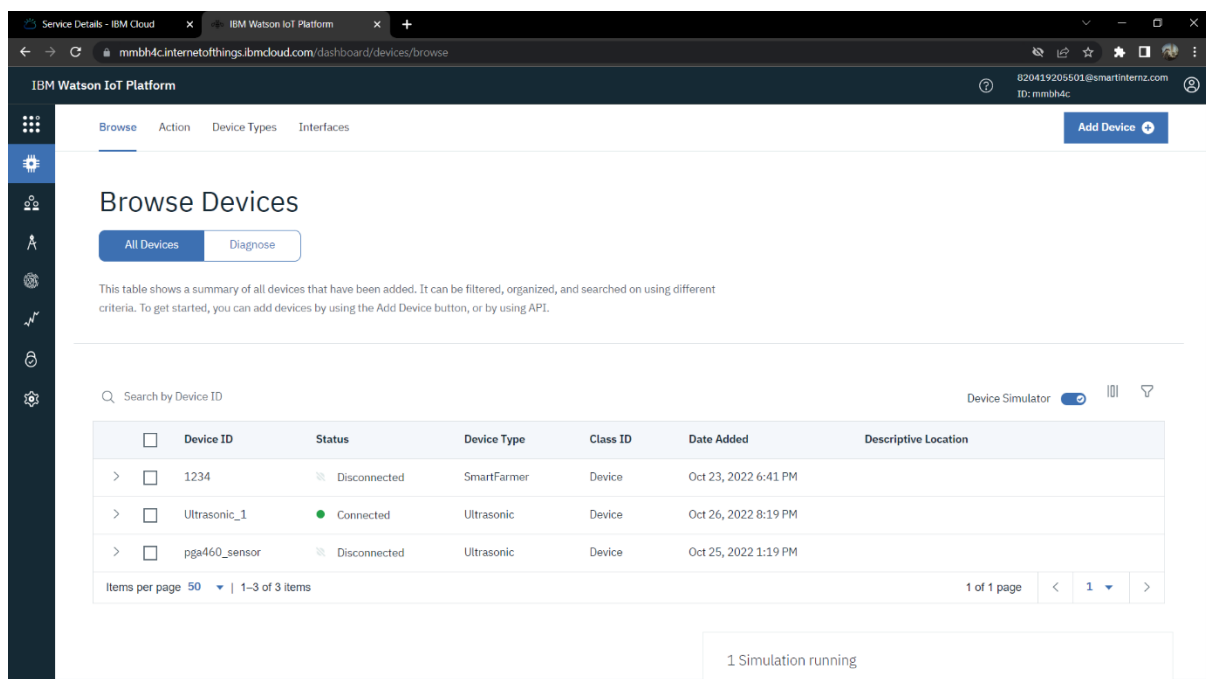 Service Details - IBM Cloud
IBM Watson IoT Platform
mmbh4c.internetofthings.ibmcloud.com/dashboard/devices/browse
IBM Watson IoT Platform
820419205501@smartinternz.com
ID: mmbh4c
Browse Action Device Types Interfaces
Add Device
Browse Devices
All Devices Diagnose
This table shows a summary of all devices that have been added. It can be filtered, organized, and searched on using different
criteria. To get started, you can add devices by using the Add Device button, or by using API.
Search by Device ID
Device Simulator
Device ID Status Device Type Class ID Date Added Descriptive Location
1234 Disconnected SmartFarmer Device Oct 23, 2022 6:41 PM
Ultrasonic_1 Connected Ultrasonic Device Oct 26, 2022 8:19 PM
pga460_sensor Disconnected Ultrasonic Device Oct 25, 2022 1:19 PM
Items per page 50 | 1–3 of 3 items
1 of 1 page < 1 >
1 Simulation running